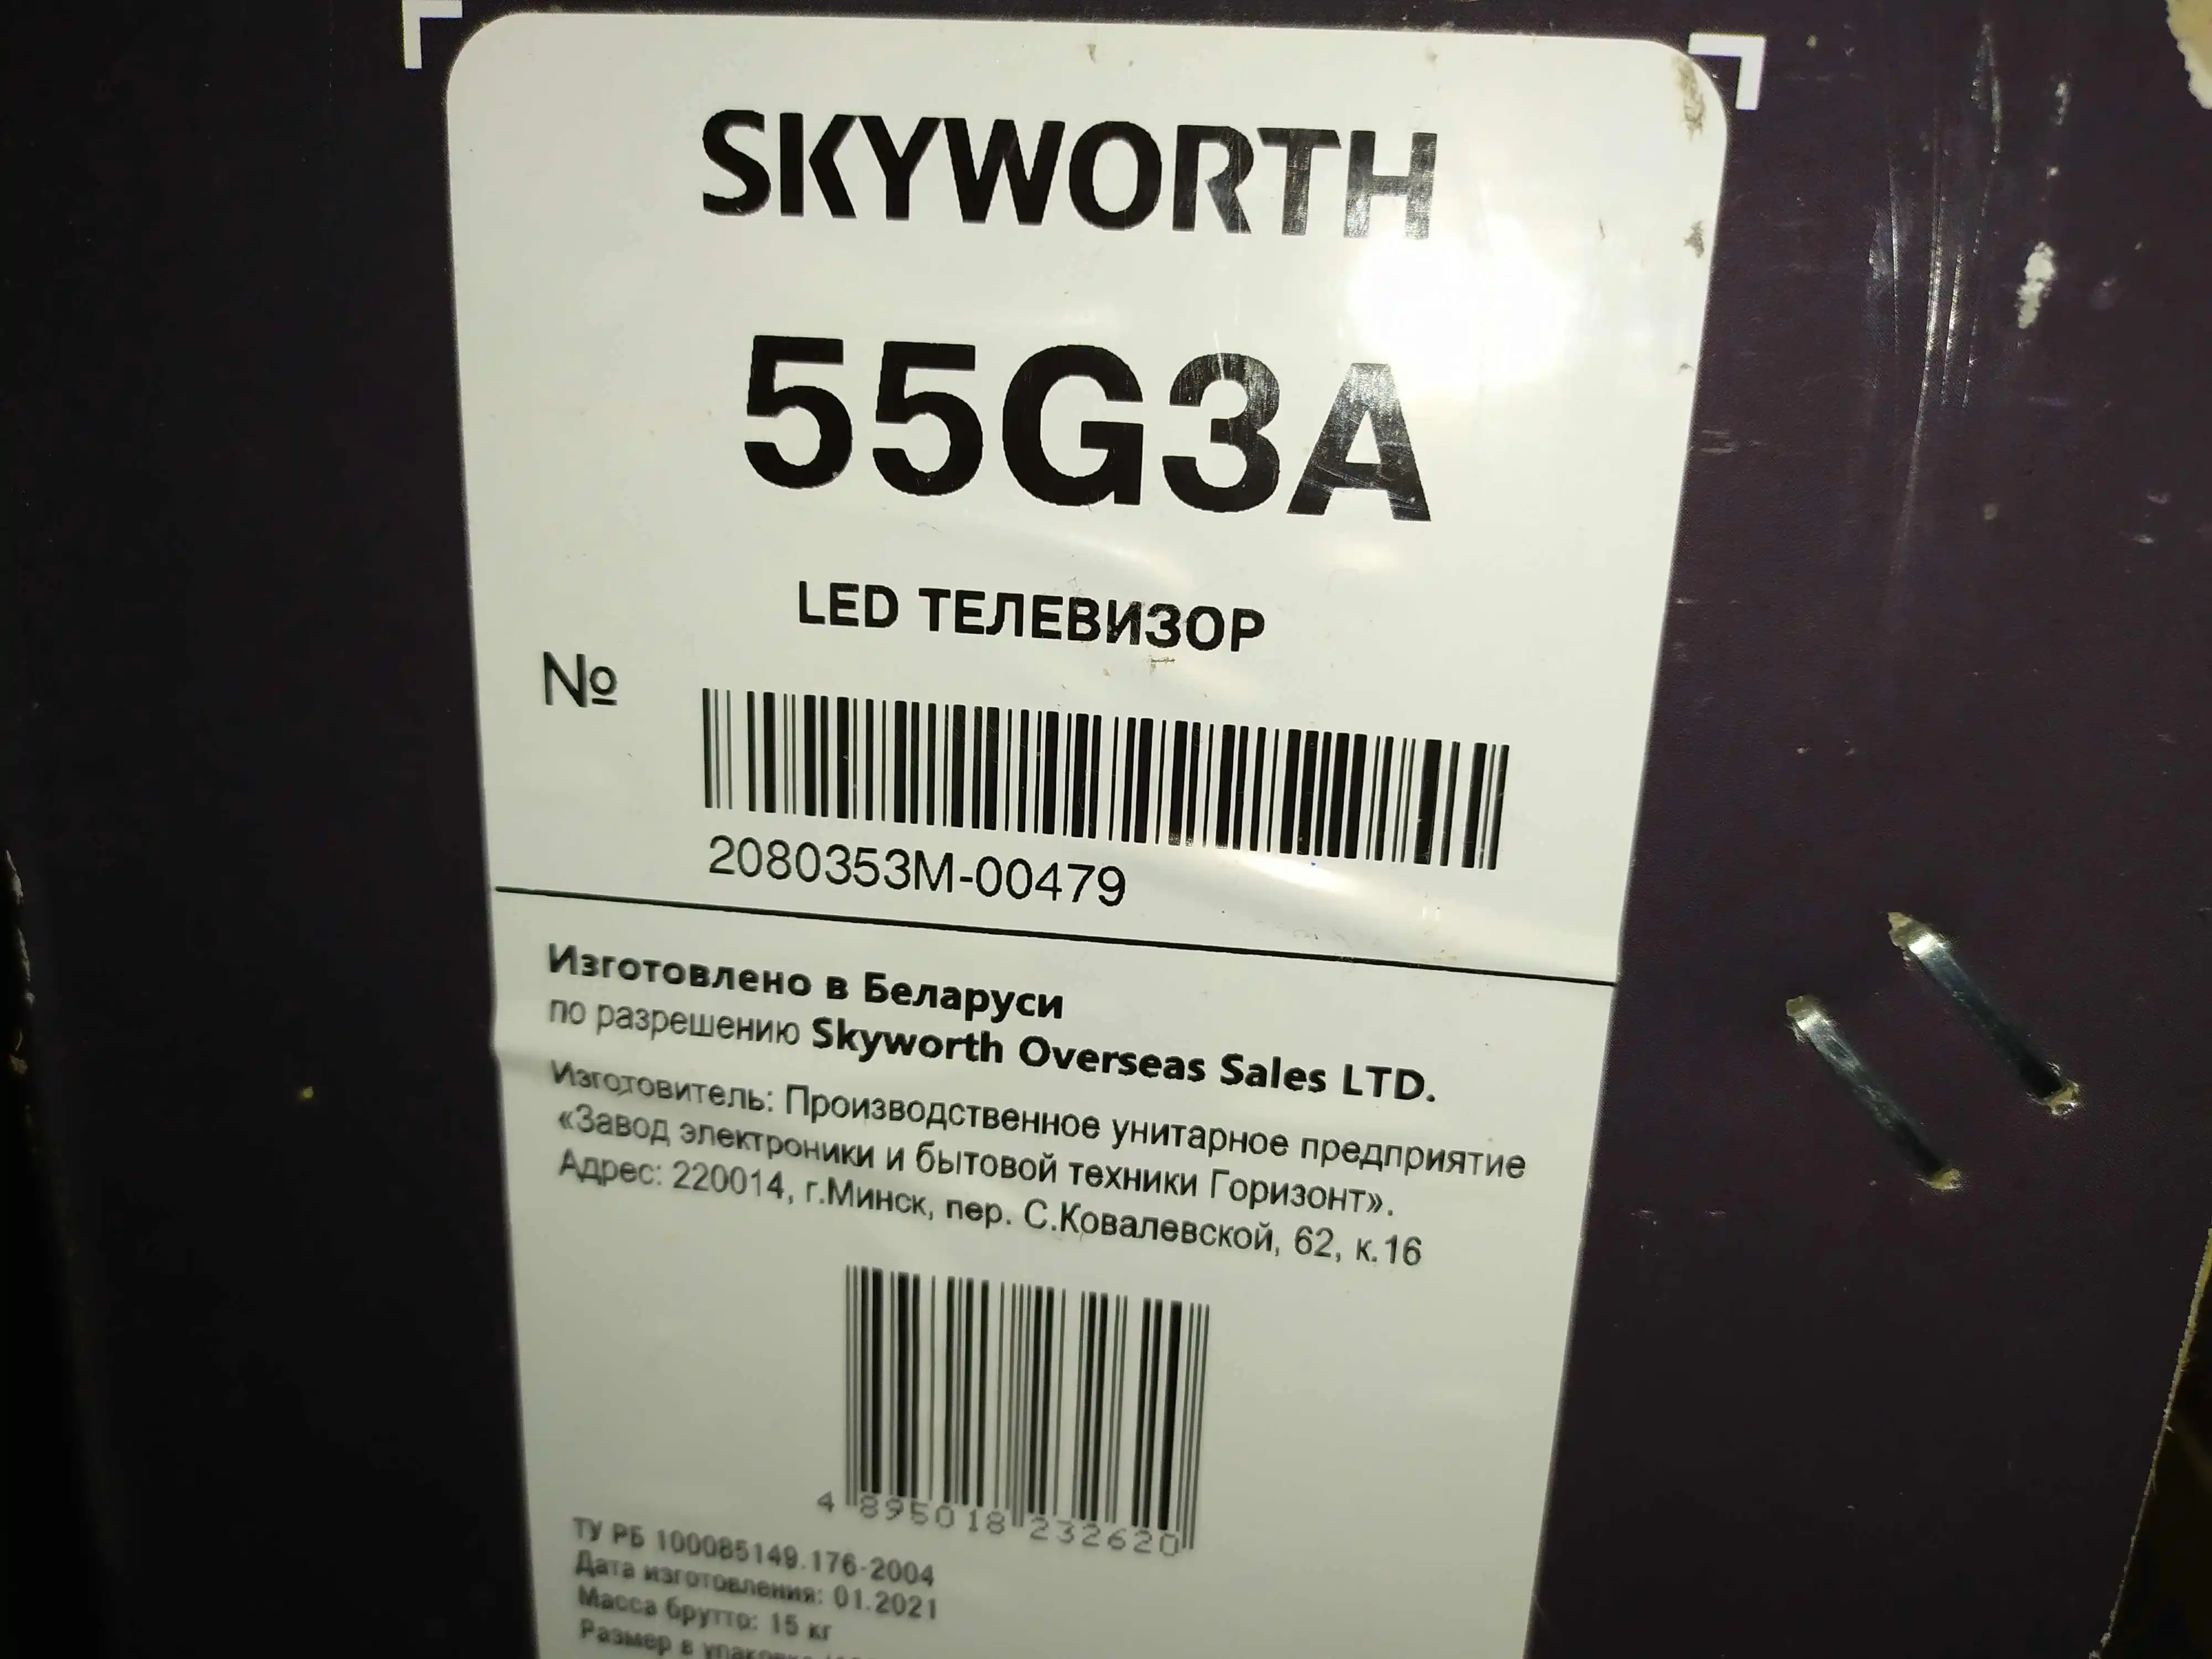 SKYWORTH
55G3A
LED ТЕЛЕВИЗОР
№
2080353M-00479
Изготовлено в Беларуси
по разрешению Skyworth Overseas Sales LTD.
Изготовитель: Производственное унитарное предприятие
«Завод электроники и бытовой техники Горизонт».
Адрес: 220014, г.Минск, пер. С.Ковалевской, 62, к.16
4 895018 232620
ТУ РБ 100085149.176-2004
Дата изготовления: 01.2021
Масса брутто: 15 кг
Размер в